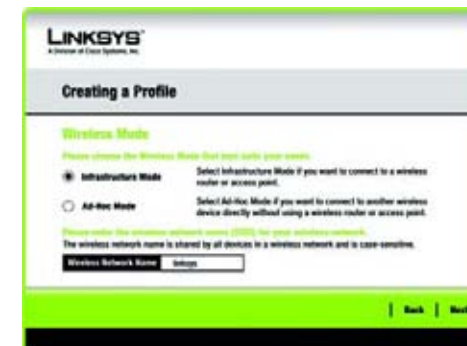 LINKSYS®
A Division of Cisco Systems, Inc.
Creating a Profile
Wireless Mode
Please choose the Wireless Mode that best suits your needs.
Infrastructure Mode
Select Infrastructure Mode if you want to connect to a wireless
router or access point.
Ad-Hoc Mode
Select Ad-Hoc Mode if you want to connect to another wireless
device directly without using a wireless router or access point.
Please enter the wireless network name (SSID) for your wireless network.
The wireless network name is shared by all devices in a wireless network and is case-sensitive.
Wireless Network Name
linksys
Back
Next